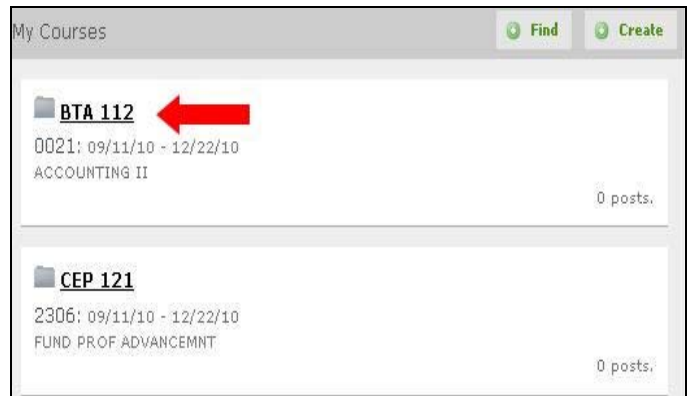 My Courses Find Create
BTA 112
0021: 09/11/10 - 12/22/10
ACCOUNTING II
0 posts.
CEP 121
2306: 09/11/10 - 12/22/10
FUND PROF ADVANCEMNT
0 posts.